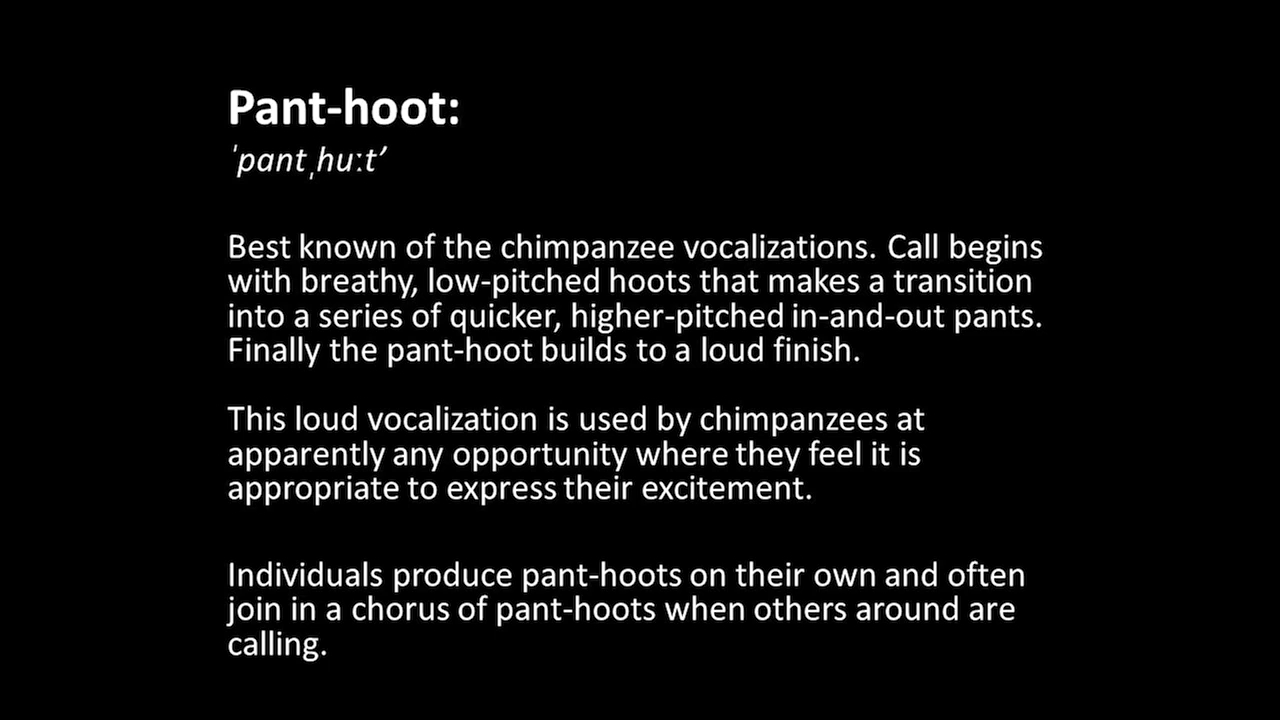 Pant-hoot:
ˈpantˌhuːt’
Best known of the chimpanzee vocalizations. Call begins
with breathy, low-pitched hoots that makes a transition
into a series of quicker, higher-pitched in-and-out pants.
Finally the pant-hoot builds to a loud finish.
This loud vocalization is used by chimpanzees at
apparently any opportunity where they feel it is
appropriate to express their excitement.
Individuals produce pant-hoots on their own and often
join in a chorus of pant-hoots when others around are
calling.